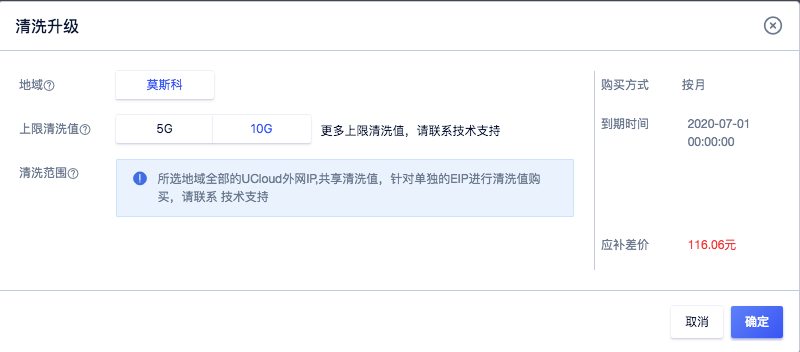 清洗升级
地域
莫斯科
购买方式 按月
上限清洗值
5G 10G 更多上限清洗值，请联系技术支持
到期时间 2020-07-01
00:00:00
清洗范围
所选地域全部的UCloud外网IP,共享清洗值，针对单独的EIP进行清洗值购
买，请联系 技术支持
应补差价 116.06元
取消 确定